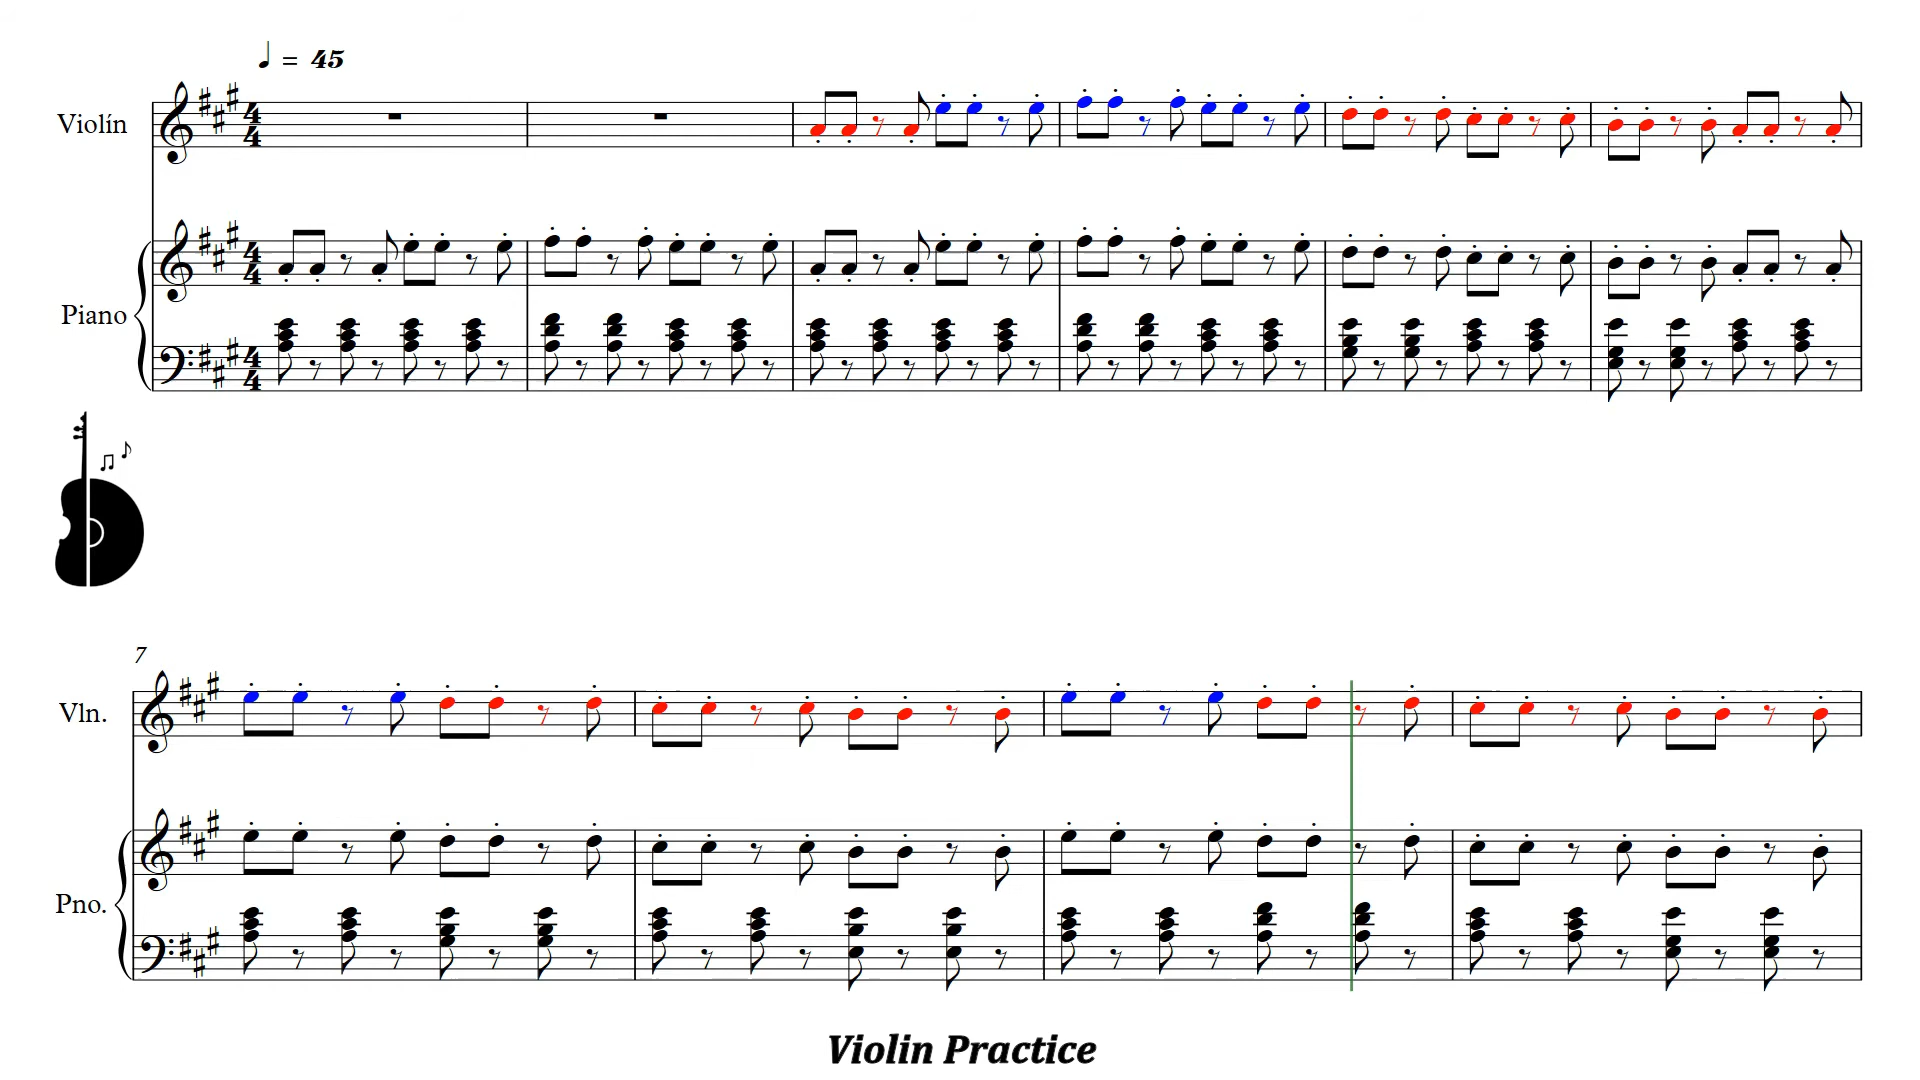 ♩ = 45
Violín
Piano
7
Vln.
Pno.
Violin Practice